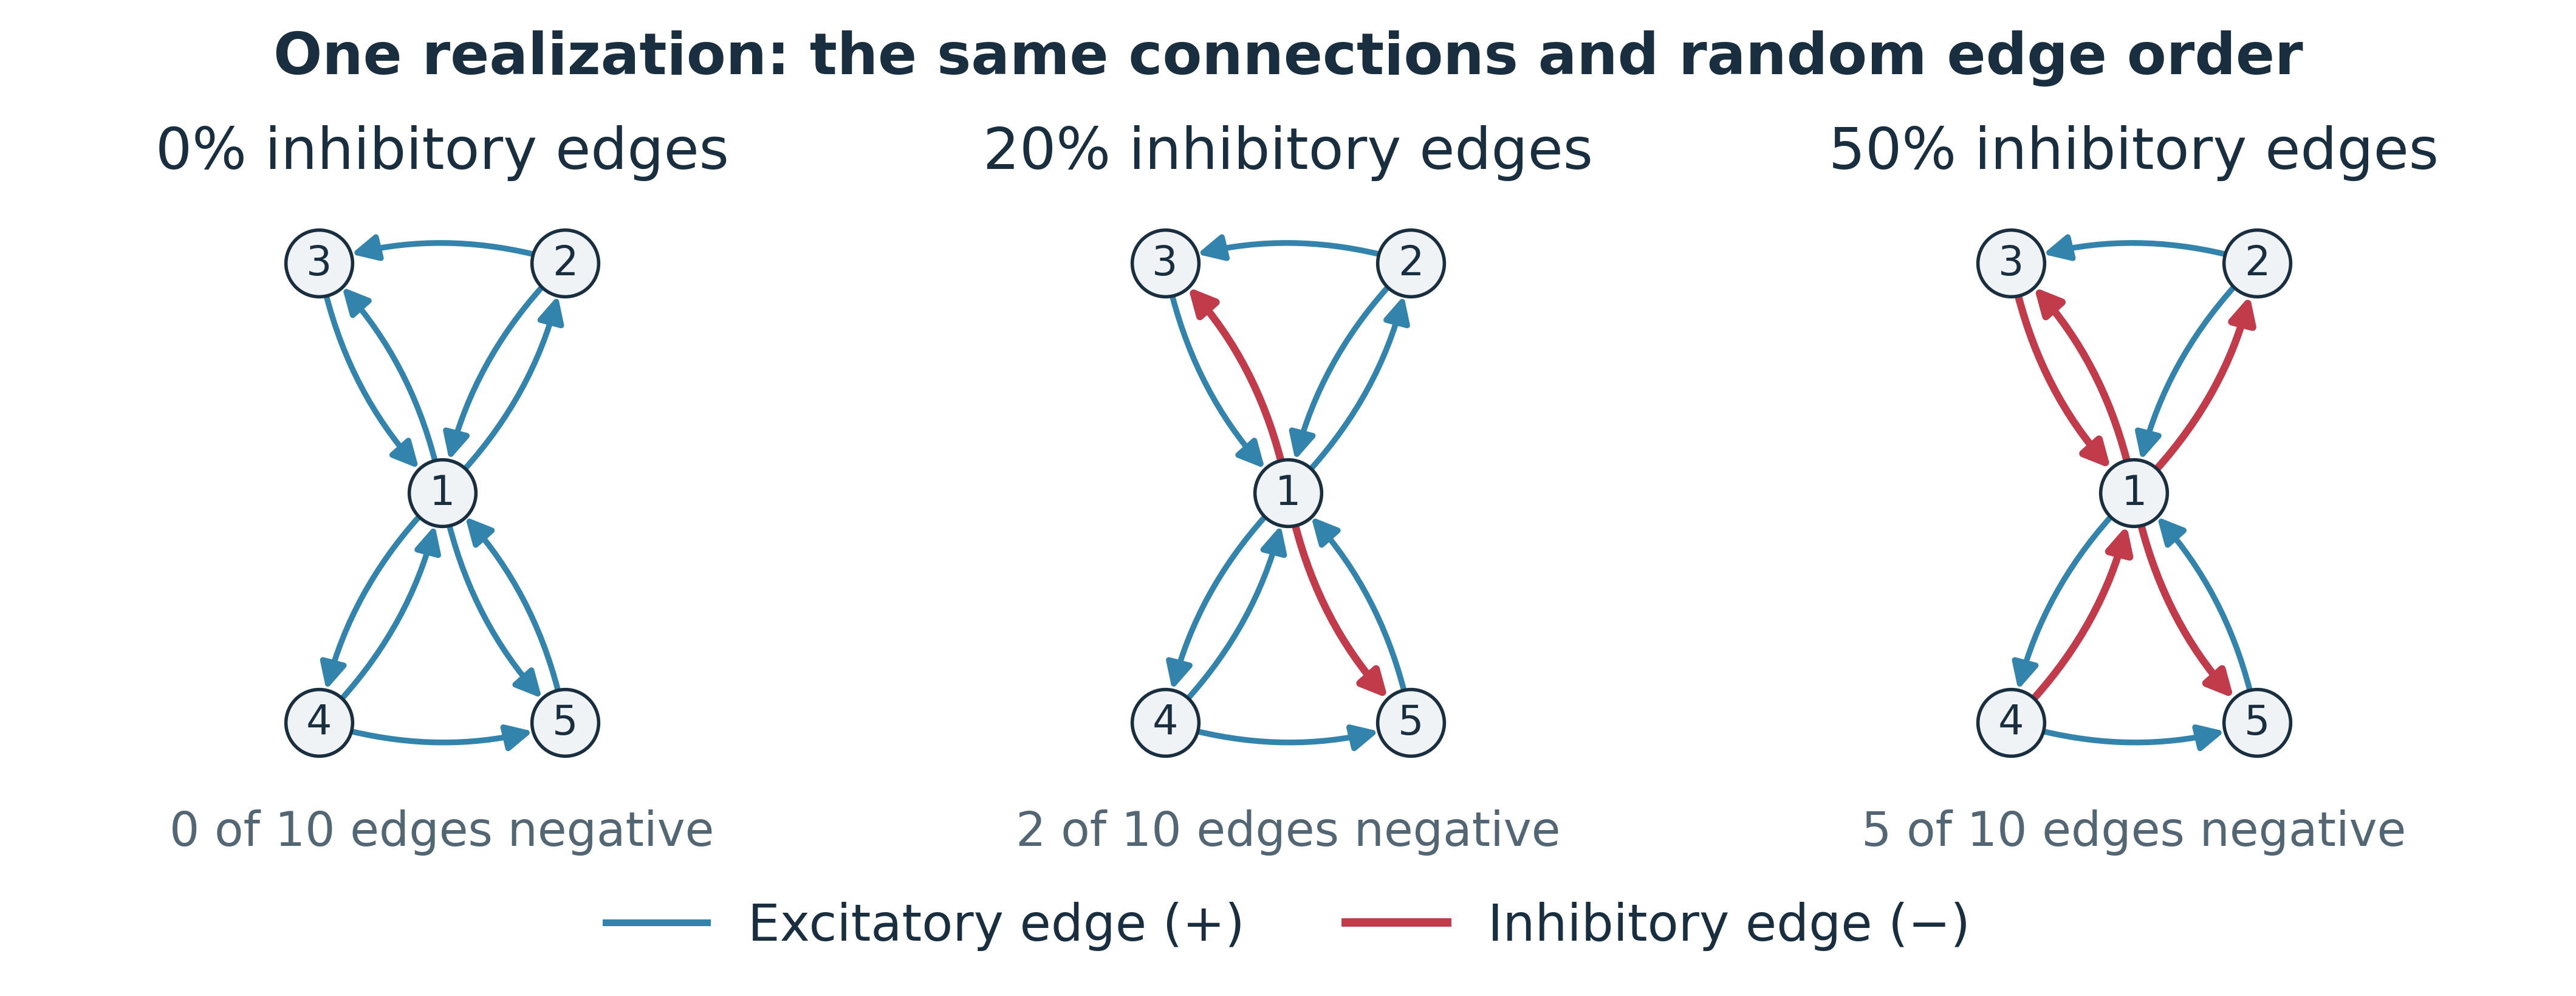 One realization: the same connections and random edge order
0% inhibitory edges
20% inhibitory edges
50% inhibitory edges
3
2
1
4
5
0 of 10 edges negative
3
2
1
4
5
2 of 10 edges negative
3
2
1
4
5
5 of 10 edges negative
Excitatory edge (+)
Inhibitory edge (−)